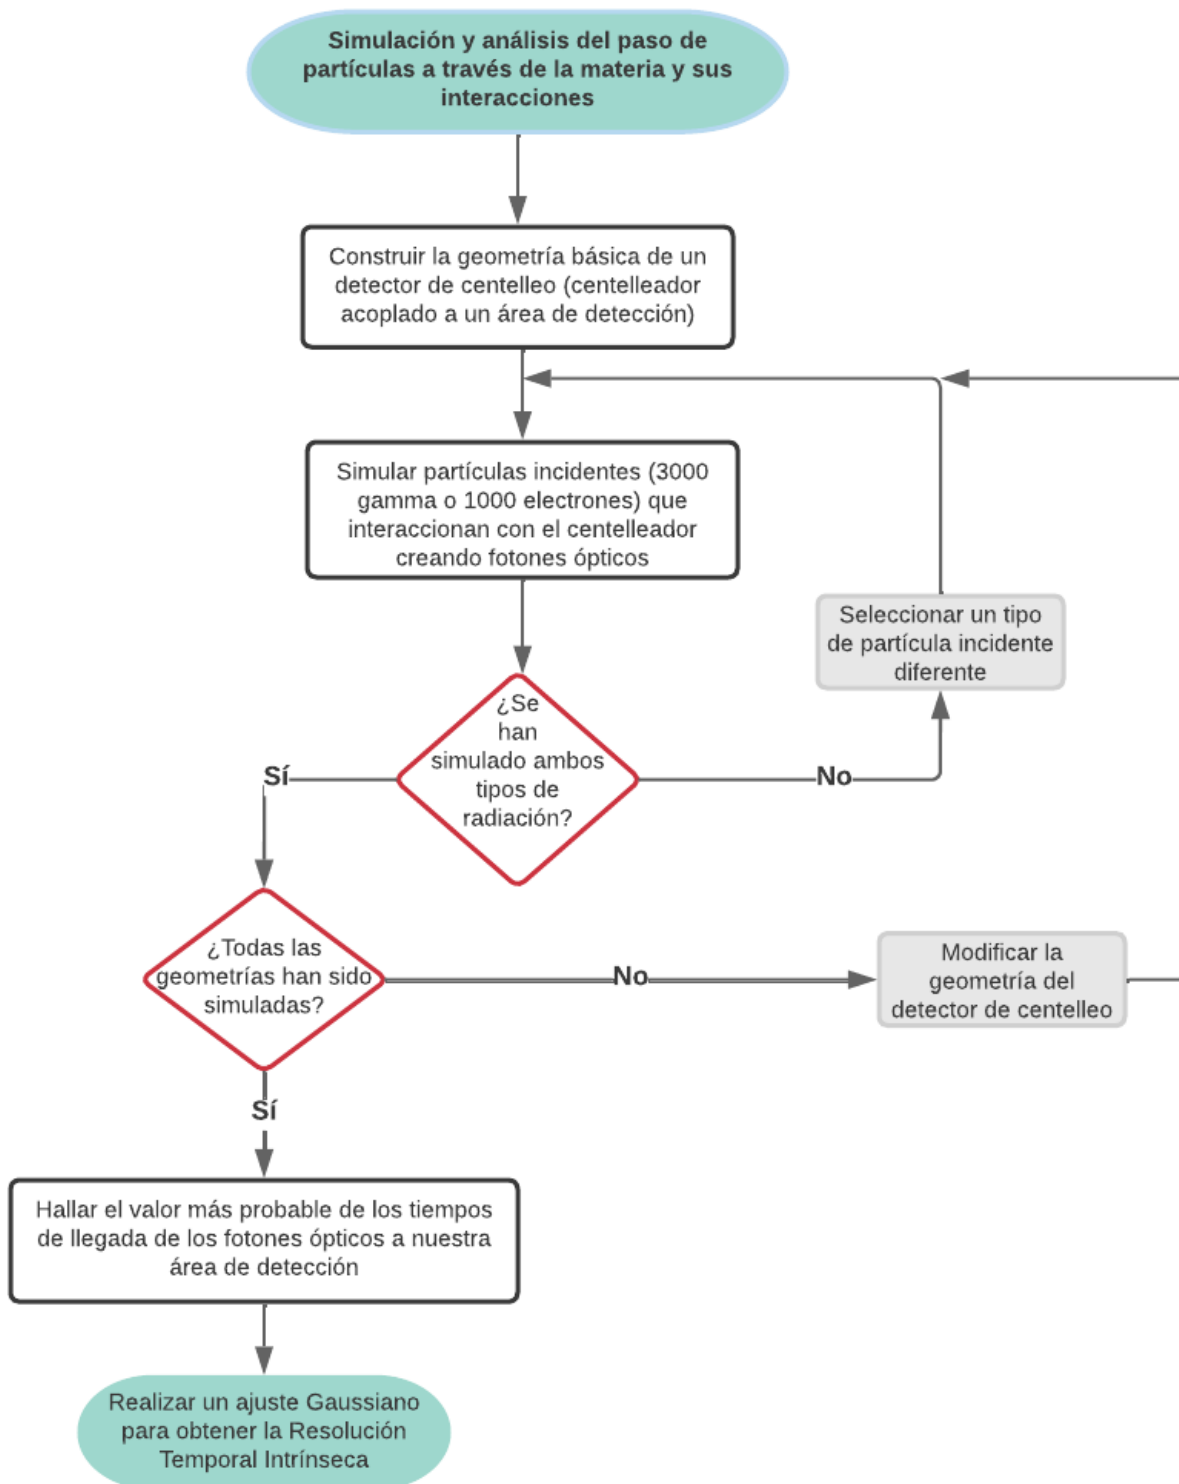 Simulación y análisis del paso de
partículas a través de la materia y sus
interacciones
Construir la geometría básica de un
detector de centelleo (centelleador
acoplado a un área de detección)
Simular partículas incidentes (3000
gamma o 1000 electrones) que
interaccionan con el centelleador
creando fotones ópticos
Seleccionar un tipo
de partícula incidente
diferente
¿Se
han
simulado ambos
tipos de
radiación?
Sí
No
¿Todas las
geometrías han sido
simuladas?
No
Modificar la
geometría del
detector de centelleo
Sí
Hallar el valor más probable de los tiempos
de llegada de los fotones ópticos a nuestra
área de detección
Realizar un ajuste Gaussiano
para obtener la Resolución
Temporal Intrínseca